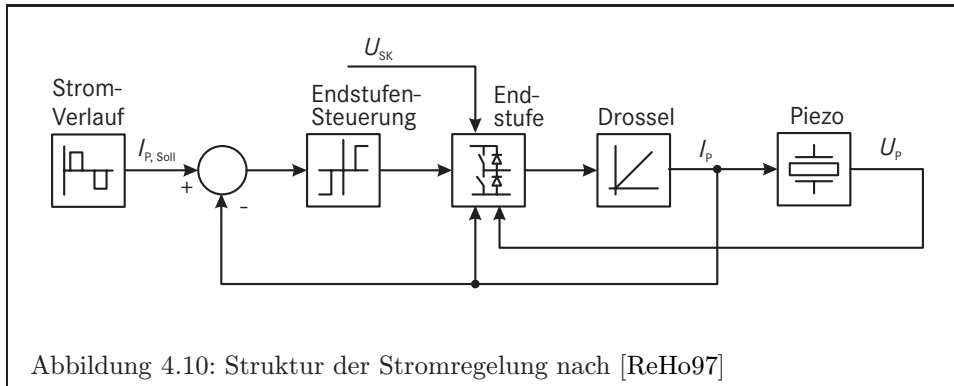 U_SK
Strom-
Verlauf
Endstufen-
Steuerung
End-
stufe
Drossel
Piezo
I_P, Soll
I_P
U_P
+
-
Abbildung 4.10: Struktur der Stromregelung nach [ReHo97]